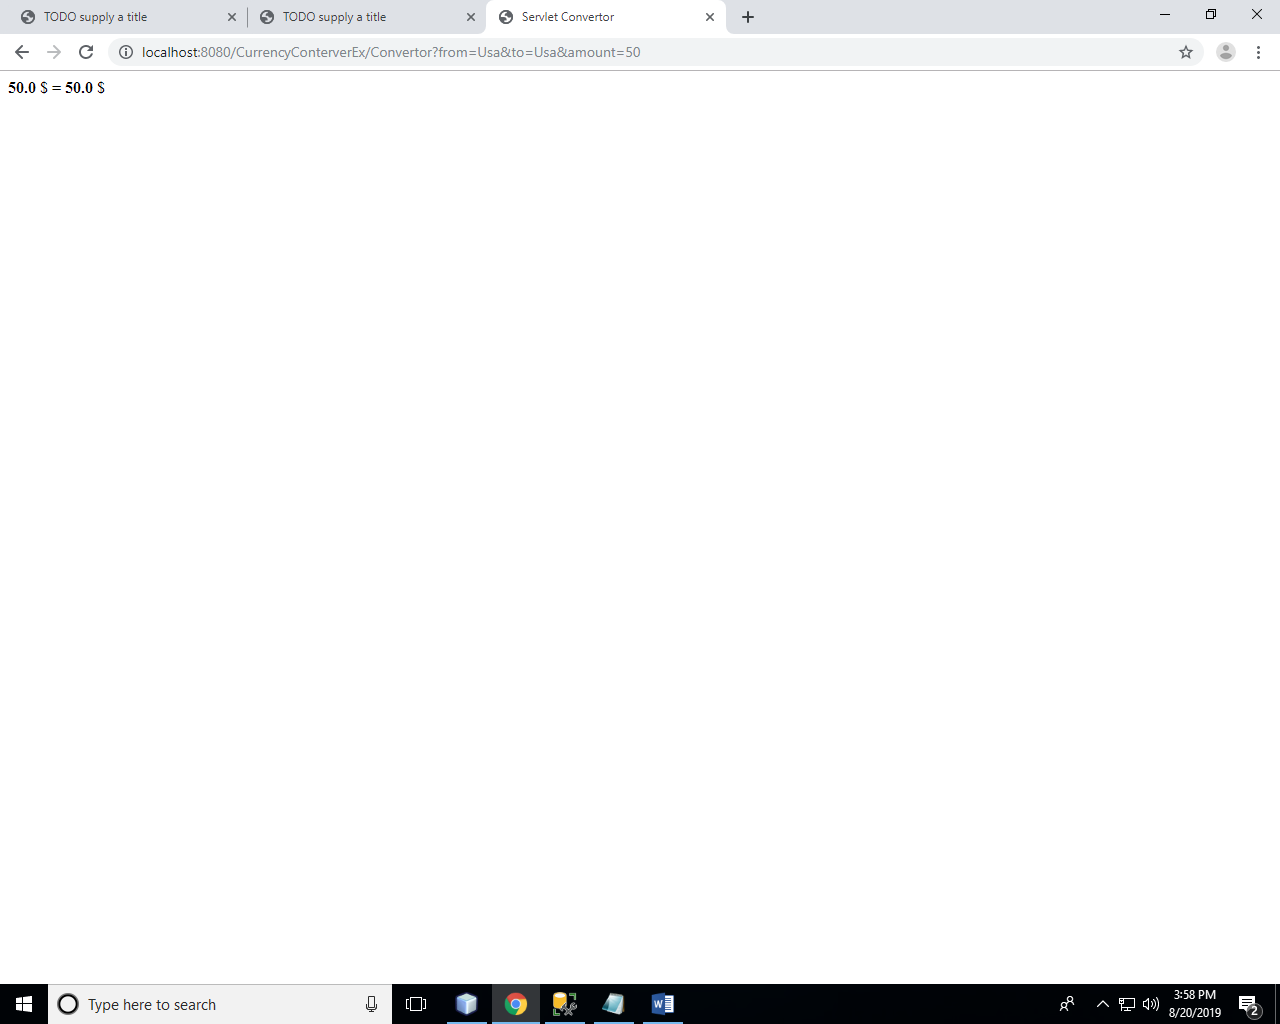 TODO supply a title
TODO supply a title
Servlet Convertor
localhost:8080/CurrencyConterverEx/Convertor?from=Usa&to=Usa&amount=50
50.0 $ = 50.0 $
Type here to search
3:58 PM
8/20/2019
2